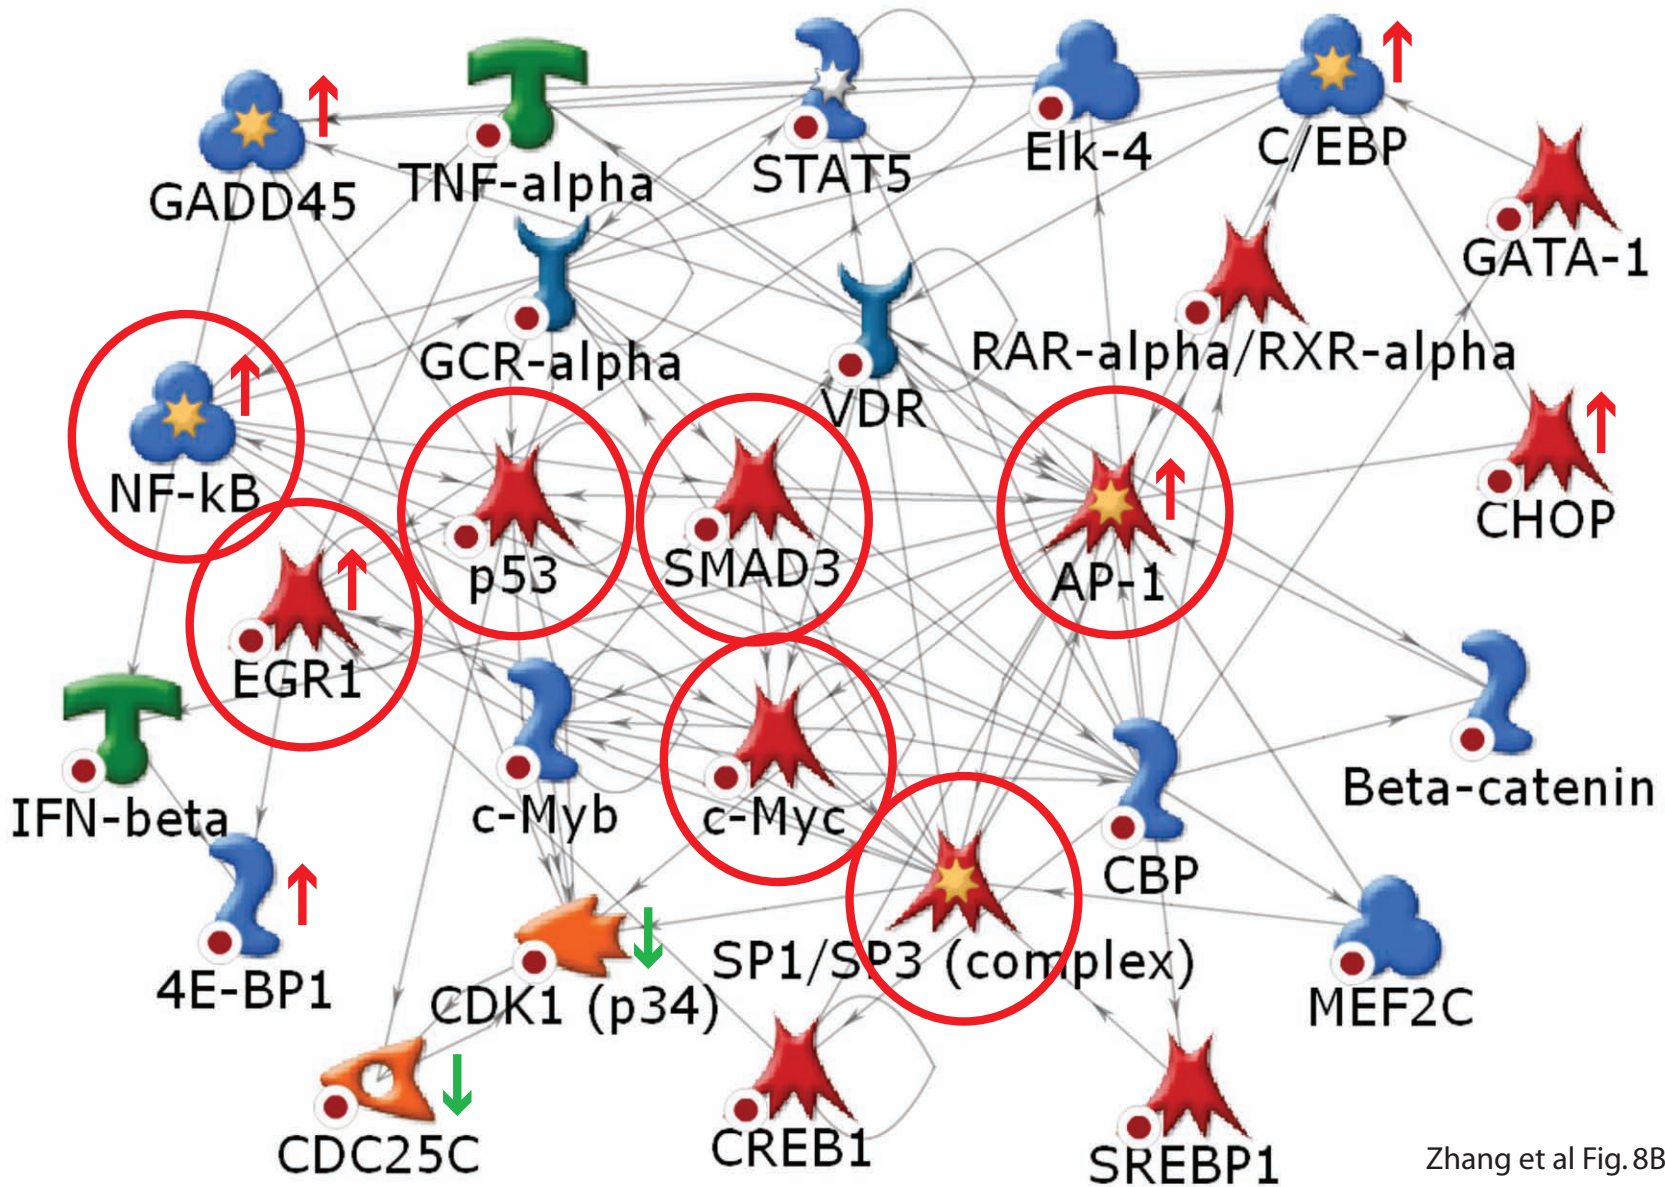 GADD45
TNF-alpha
STAT5
Elk-4
C/EBP
GATA-1
GCR-alpha
VDR
RAR-alpha/RXR-alpha
NF-kB
p53
SMAD3
AP-1
CHOP
EGR1
IFN-beta
c-Myb
c-Myc
CBP
Beta-catenin
4E-BP1
CDK1 (p34)
SP1/SP3 (complex)
MEF2C
CDC25C
CREB1
SREBP1
Zhang et al Fig. 8B